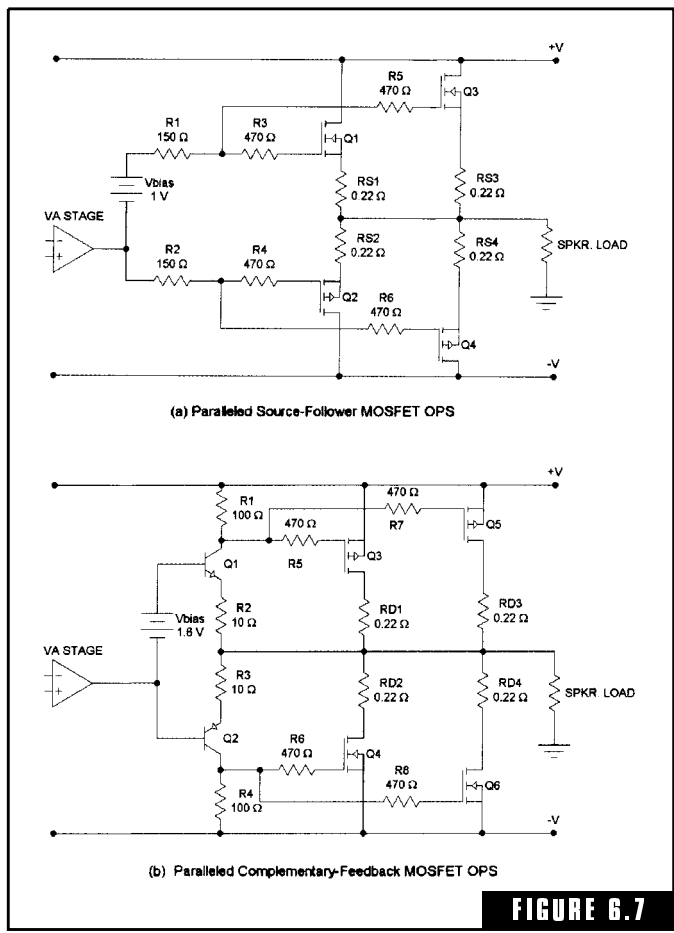 +V
R5
470 Ω
Q3
R1
150 Ω
R3
470 Ω
Q1
Vbias
1 V
RS1
0.22 Ω
RS3
0.22 Ω
VA STAGE
R2
150 Ω
R4
470 Ω
RS2
0.22 Ω
RS4
0.22 Ω
SPKR. LOAD
Q2
R6
470 Ω
Q4
-V
(a) Paralleled Source-Follower MOSFET OPS
+V
R1
100 Ω
470 Ω
R7
Q5
470 Ω
R5
Q3
Q1
Vbias
1.8 V
R2
10 Ω
RD1
0.22 Ω
RD3
0.22 Ω
VA STAGE
R3
10 Ω
RD2
0.22 Ω
RD4
0.22 Ω
SPKR. LOAD
Q2
R6
470 Ω
Q4
R8
470 Ω
Q6
R4
100 Ω
-V
(b) Paralleled Complementary-Feedback MOSFET OPS
FIGURE 6.7